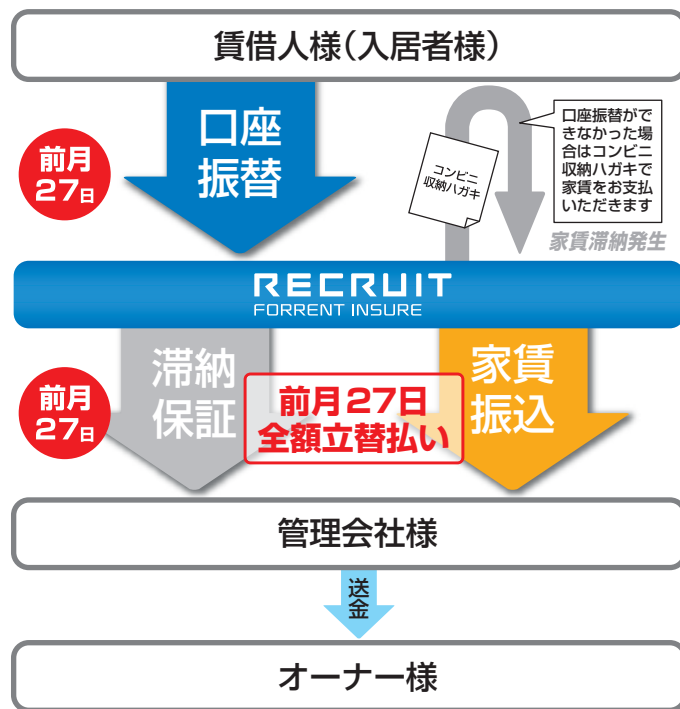 賃借人様(入居者様)
口座
振替
前月
27日
コンビニ
収納ハガキ
口座振替がで
きなかった場
合はコンビニ
収納ハガキで
家賃をお支払
いただきます
家賃滞納発生
RECRUIT
FORRENT INSURE
滞納
保証
家賃
振込
前月
27日
前月27日
全額立替払い
管理会社様
送
金
オーナー様